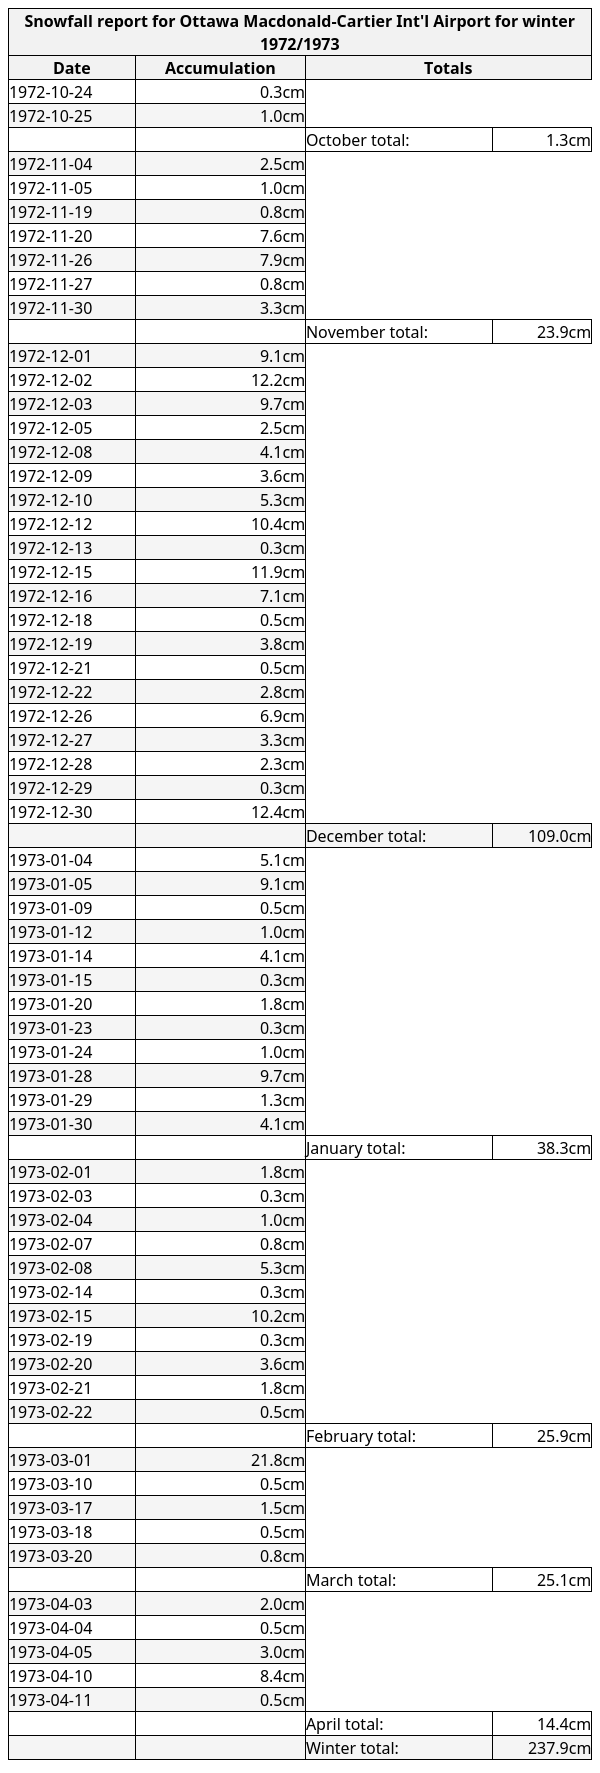 Snowfall report for Ottawa Macdonald-Cartier Int'l Airport for winter
1972/1973
Date Accumulation Totals
1972-10-24 0.3cm
1972-10-25 1.0cm
October total: 1.3cm
1972-11-04 2.5cm
1972-11-05 1.0cm
1972-11-19 0.8cm
1972-11-20 7.6cm
1972-11-26 7.9cm
1972-11-27 0.8cm
1972-11-30 3.3cm
November total: 23.9cm
1972-12-01 9.1cm
1972-12-02 12.2cm
1972-12-03 9.7cm
1972-12-05 2.5cm
1972-12-08 4.1cm
1972-12-09 3.6cm
1972-12-10 5.3cm
1972-12-12 10.4cm
1972-12-13 0.3cm
1972-12-15 11.9cm
1972-12-16 7.1cm
1972-12-18 0.5cm
1972-12-19 3.8cm
1972-12-21 0.5cm
1972-12-22 2.8cm
1972-12-26 6.9cm
1972-12-27 3.3cm
1972-12-28 2.3cm
1972-12-29 0.3cm
1972-12-30 12.4cm
December total: 109.0cm
1973-01-04 5.1cm
1973-01-05 9.1cm
1973-01-09 0.5cm
1973-01-12 1.0cm
1973-01-14 4.1cm
1973-01-15 0.3cm
1973-01-20 1.8cm
1973-01-23 0.3cm
1973-01-24 1.0cm
1973-01-28 9.7cm
1973-01-29 1.3cm
1973-01-30 4.1cm
January total: 38.3cm
1973-02-01 1.8cm
1973-02-03 0.3cm
1973-02-04 1.0cm
1973-02-07 0.8cm
1973-02-08 5.3cm
1973-02-14 0.3cm
1973-02-15 10.2cm
1973-02-19 0.3cm
1973-02-20 3.6cm
1973-02-21 1.8cm
1973-02-22 0.5cm
February total: 25.9cm
1973-03-01 21.8cm
1973-03-10 0.5cm
1973-03-17 1.5cm
1973-03-18 0.5cm
1973-03-20 0.8cm
March total: 25.1cm
1973-04-03 2.0cm
1973-04-04 0.5cm
1973-04-05 3.0cm
1973-04-10 8.4cm
1973-04-11 0.5cm
April total: 14.4cm
Winter total: 237.9cm